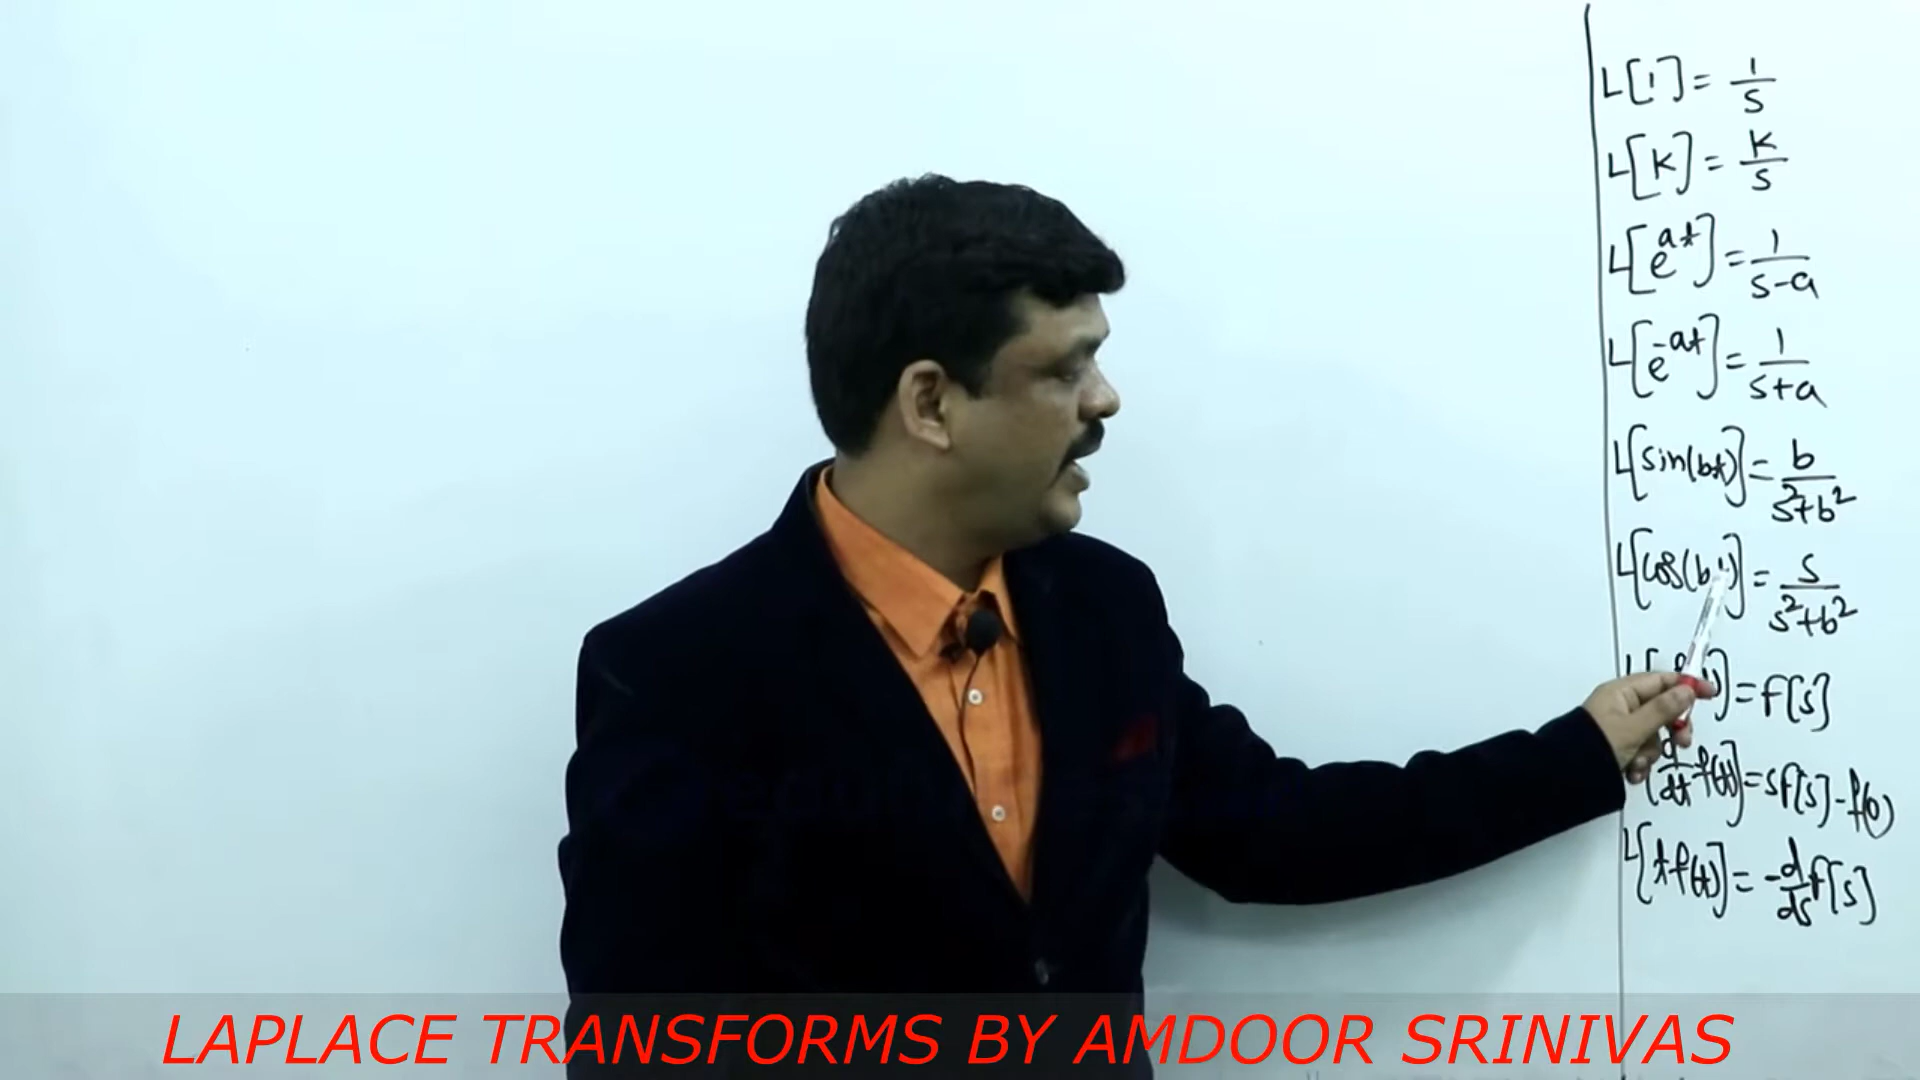 L[1] = 1/s
L[K] = K/s
L[e^at] = 1/(s-a)
L[e^-at] = 1/(s+a)
L[sin(bt)] = b/(s²+b²)
L[cos(bt)] = s/(s²+b²)
= F[s]
[d/dt f(t)] = sF[s] - f(0)
L[t f(t)] = -d/ds F[s]
LAPLACE TRANSFORMS BY AMDOOR SRINIVAS